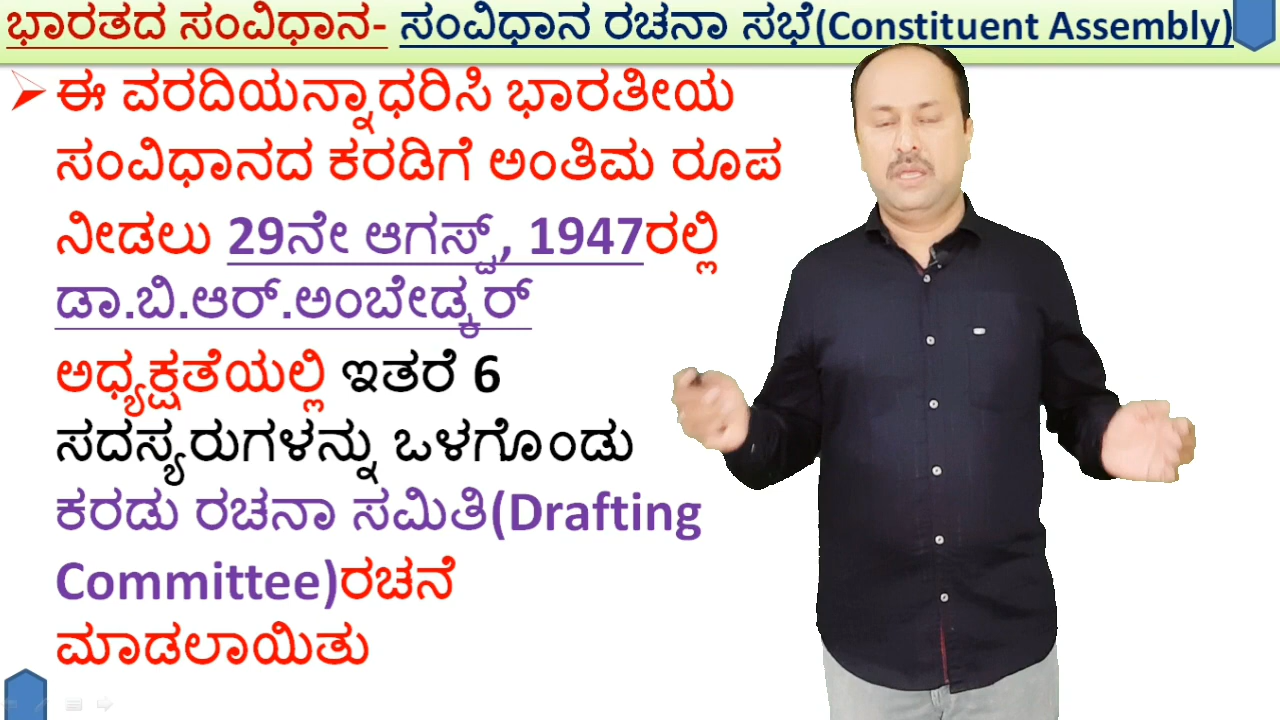 ಭಾರತದ ಸಂವಿಧಾನ- ಸಂವಿಧಾನ ರಚನಾ ಸಭೆ(Constituent Assembly)
ಈ ವರದಿಯನ್ನಾಧರಿಸಿ ಭಾರತೀಯ
ಸಂವಿಧಾನದ ಕರಡಿಗೆ ಅಂತಿಮ ರೂಪ
ನೀಡಲು 29ನೇ ಆಗಸ್ಟ್, 1947ರಲ್ಲಿ
ಡಾ.ಬಿ.ಆರ್.ಅಂಬೇಡ್ಕರ್
ಅಧ್ಯಕ್ಷತೆಯಲ್ಲಿ ಇತರೆ 6
ಸದಸ್ಯರುಗಳನ್ನು ಒಳಗೊಂಡು
ಕರಡು ರಚನಾ ಸಮಿತಿ(Drafting
Committee)ರಚನೆ
ಮಾಡಲಾಯಿತು